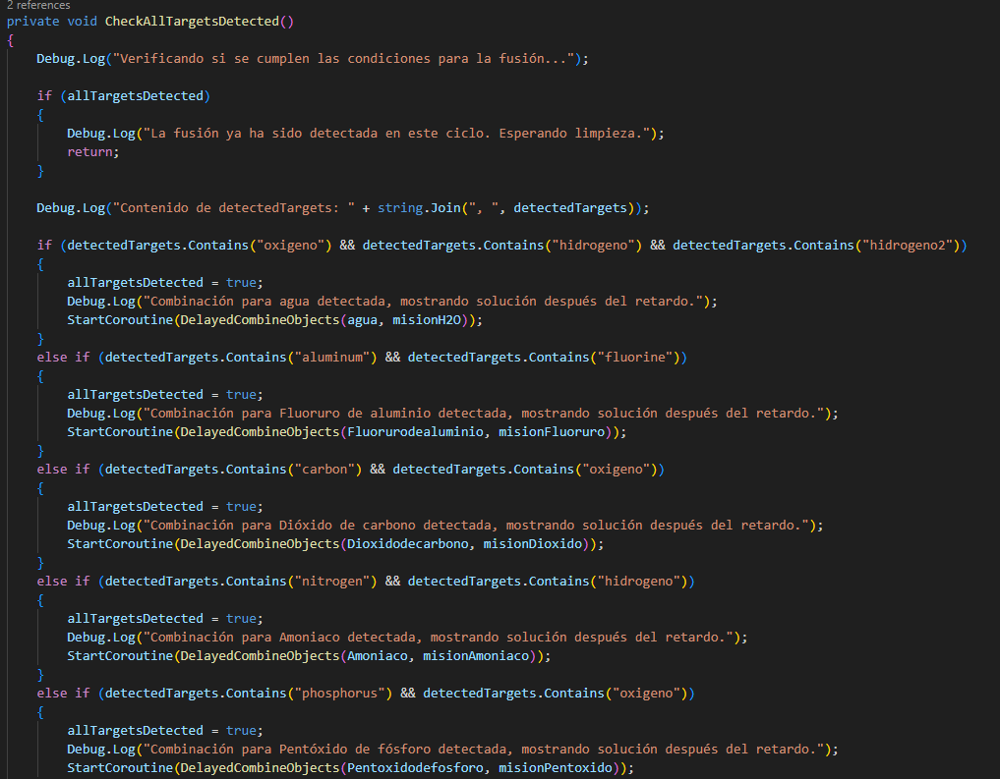 2 references
private void CheckAllTargetsDetected()
{
    Debug.Log("Verificando si se cumplen las condiciones para la fusión...");

    if (allTargetsDetected)
    {
        Debug.Log("La fusión ya ha sido detectada en este ciclo. Esperando limpieza.");
        return;
    }

    Debug.Log("Contenido de detectedTargets: " + string.Join(", ", detectedTargets));

    if (detectedTargets.Contains("oxigeno") && detectedTargets.Contains("hidrogeno") && detectedTargets.Contains("hidrogeno2"))
    {
        allTargetsDetected = true;
        Debug.Log("Combinación para agua detectada, mostrando solución después del retardo.");
        StartCoroutine(DelayedCombineObjects(agua, misionH2O));
    }
    else if (detectedTargets.Contains("aluminum") && detectedTargets.Contains("fluorine"))
    {
        allTargetsDetected = true;
        Debug.Log("Combinación para Fluoruro de aluminio detectada, mostrando solución después del retardo.");
        StartCoroutine(DelayedCombineObjects(Fluorurodealuminio, misionFluoruro));
    }
    else if (detectedTargets.Contains("carbon") && detectedTargets.Contains("oxigeno"))
    {
        allTargetsDetected = true;
        Debug.Log("Combinación para Dióxido de carbono detectada, mostrando solución después del retardo.");
        StartCoroutine(DelayedCombineObjects(Dioxidodecarbono, misionDioxido));
    }
    else if (detectedTargets.Contains("nitrogen") && detectedTargets.Contains("hidrogeno"))
    {
        allTargetsDetected = true;
        Debug.Log("Combinación para Amoniaco detectada, mostrando solución después del retardo.");
        StartCoroutine(DelayedCombineObjects(Amoniaco, misionAmoniaco));
    }
    else if (detectedTargets.Contains("phosphorus") && detectedTargets.Contains("oxigeno"))
    {
        allTargetsDetected = true;
        Debug.Log("Combinación para Pentóxido de fósforo detectada, mostrando solución después del retardo.");
        StartCoroutine(DelayedCombineObjects(Pentoxidodefosforo, misionPentoxido));